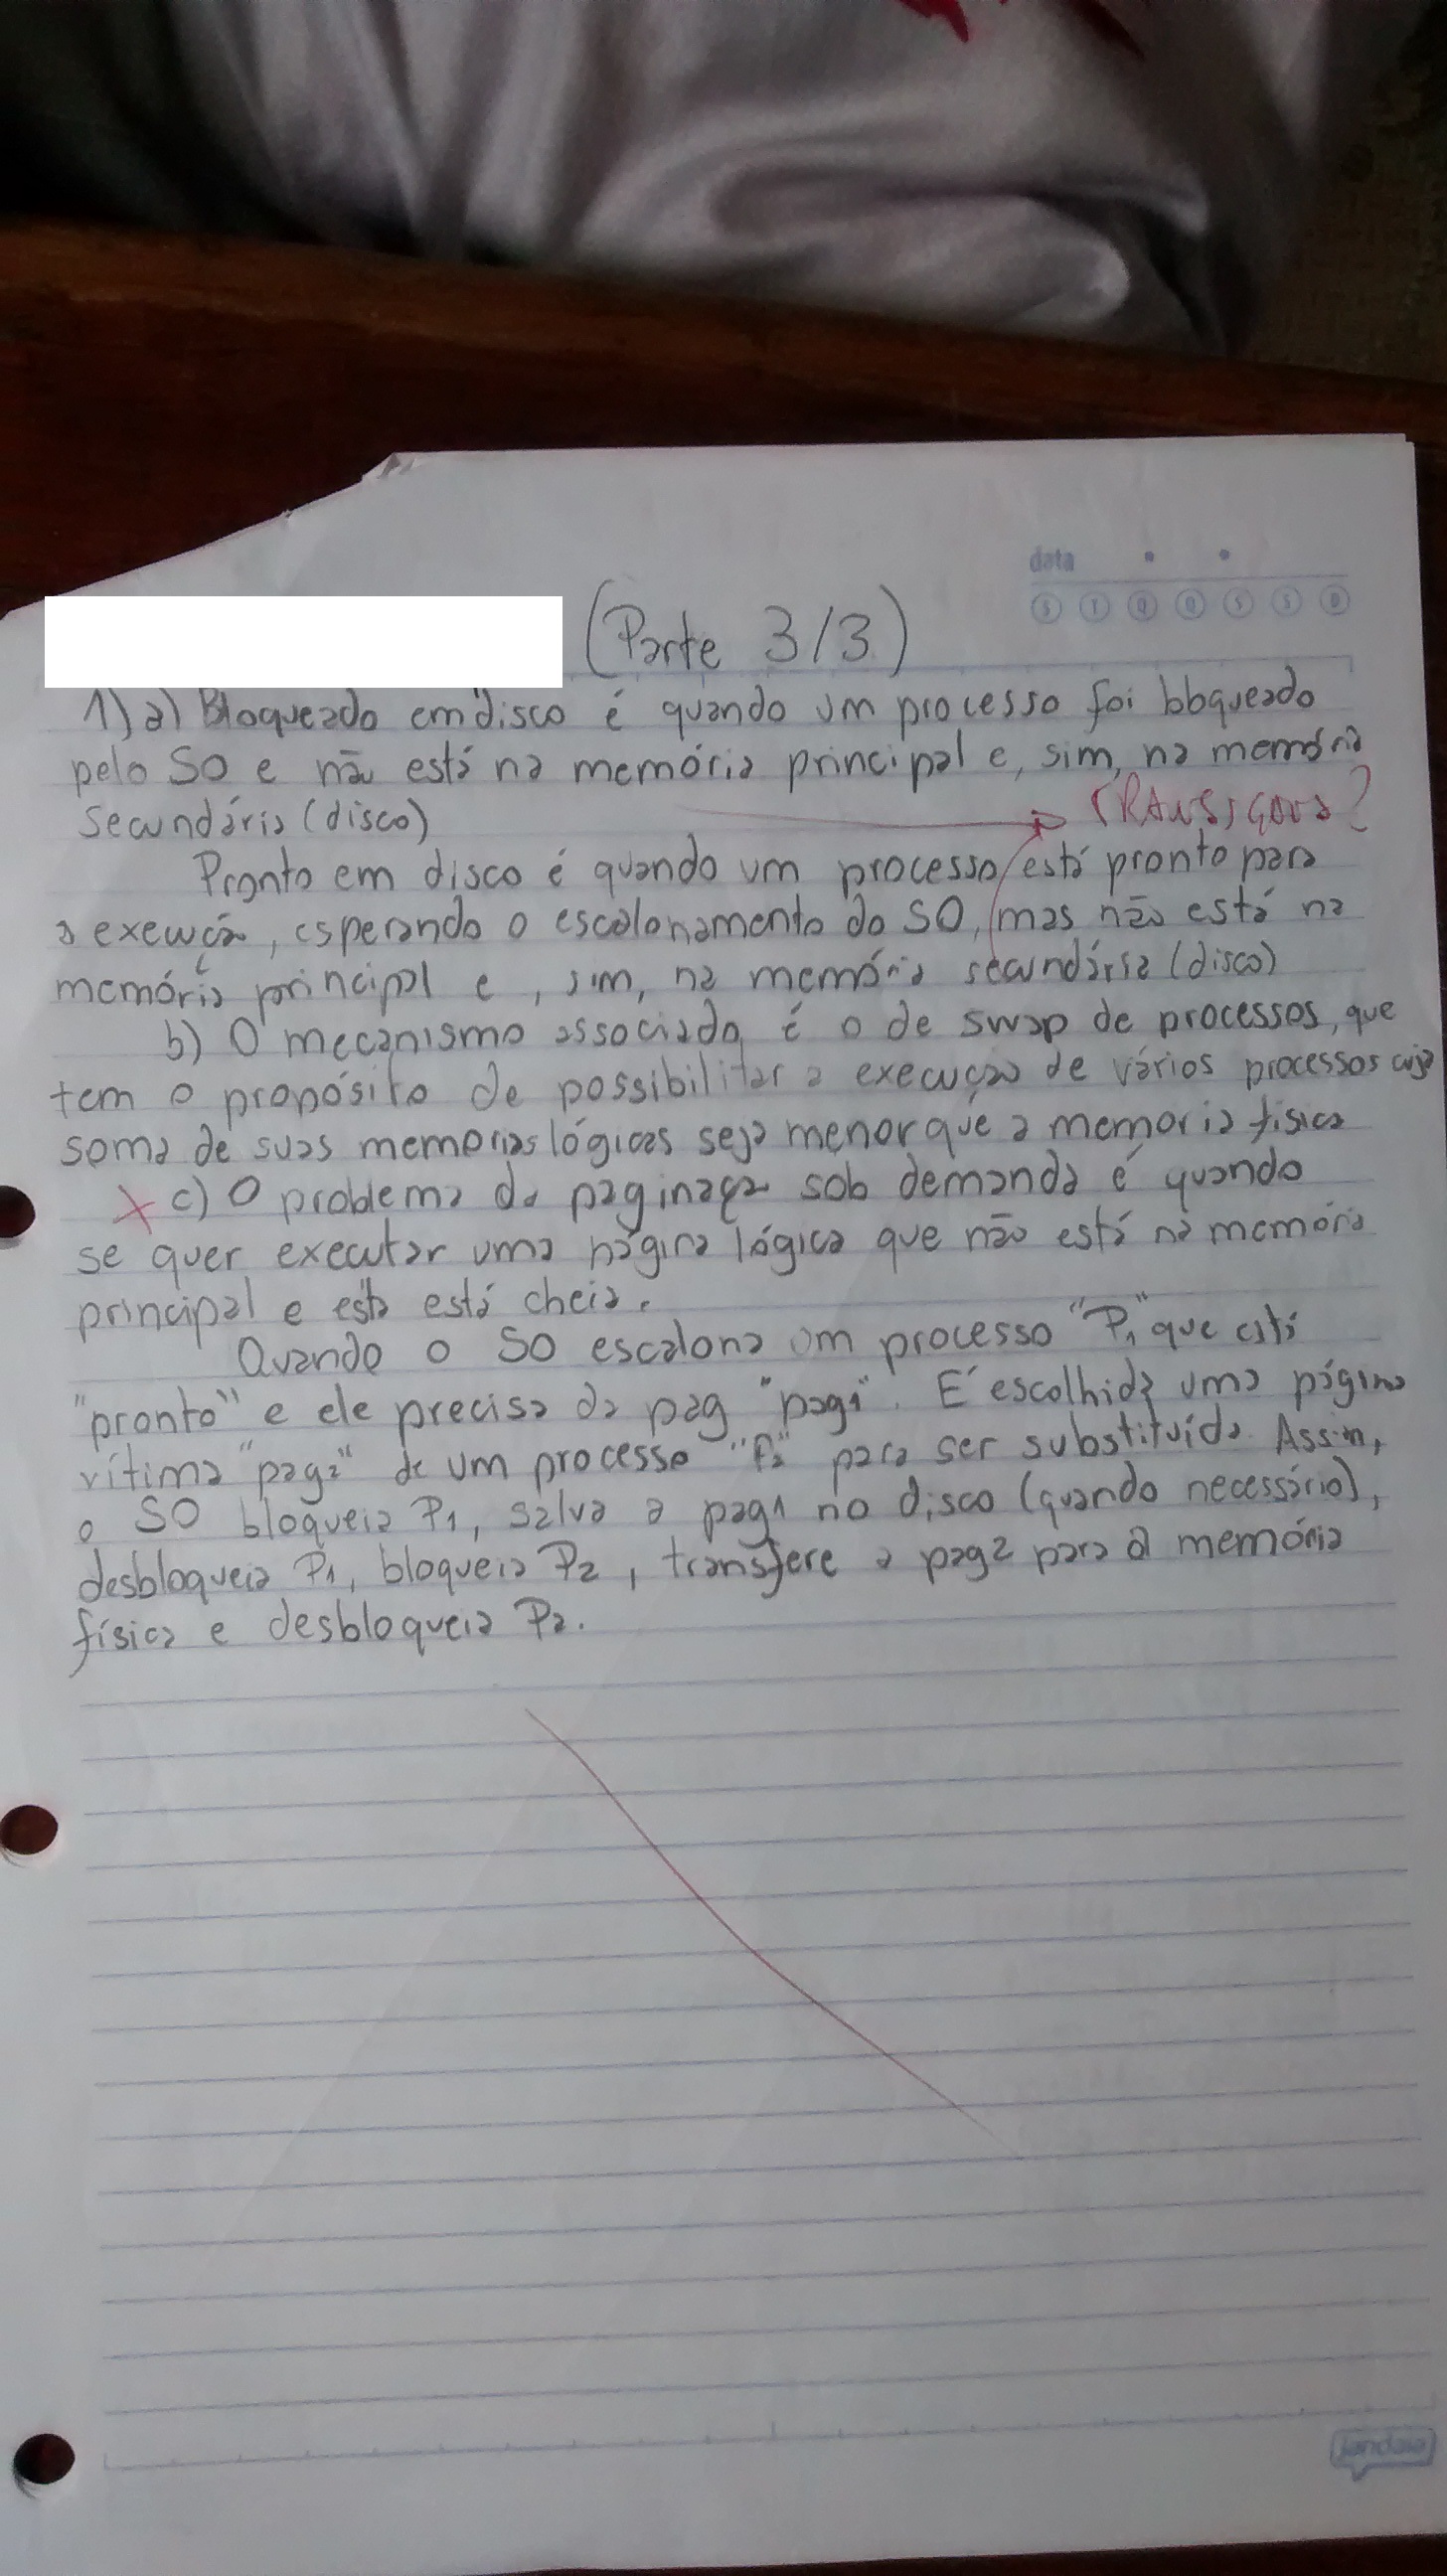 data
S T Q Q S S D
(Parte 3/3)
1) a) Bloqueado em disco é quando um processo foi bloqueado
pelo SO e não está na memória principal e, sim, na memória
secundária (disco)
TRANSIÇÕES?
Pronto em disco é quando um processo está pronto para
a execução, esperando o escalonamento do SO, mas não está na
memória principal e, sim, na memória secundária (disco)
b) O mecanismo associado é o de swap de processos, que
tem o propósito de possibilitar a execução de vários processos cuja
soma de suas memorias lógicas seja menor que a memoria física
X c) O problema da paginaçã sob demanda é quando
se quer executar uma página lógica que não está na memória
principal e esta está cheia.
Quando o SO escalona um processo "P1" que está
"pronto" e ele precisa da pag "pag1". É escolhida uma página
vítima "pag2" de um processo "P2" para ser substituída. Assim,
o SO bloqueia P1, salva a pag1 no disco (quando necessário),
desbloqueia P1, bloqueia P2, transfere a pag2 para a memória
física e desbloqueia P2.
jandaia